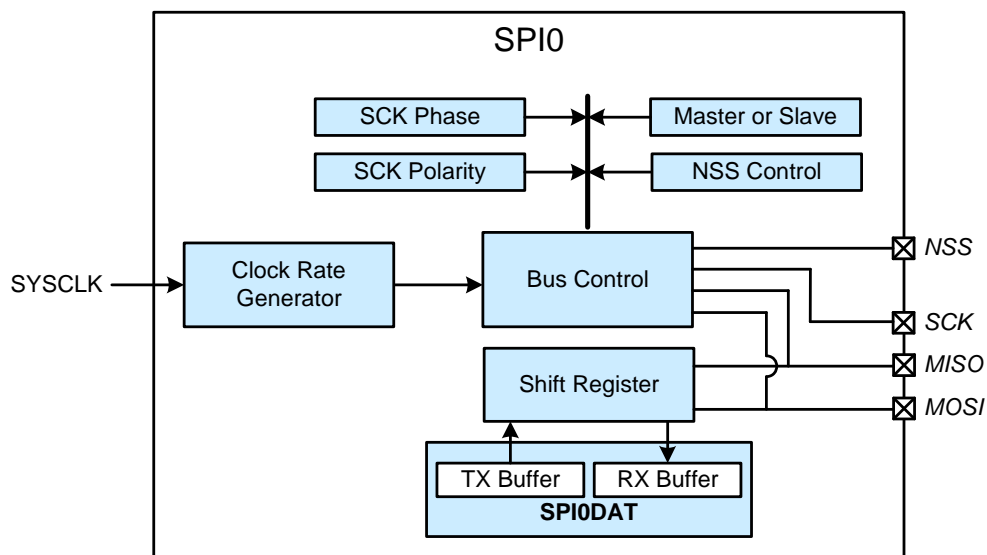 SPI0
SCK Phase
Master or Slave
SCK Polarity
NSS Control
SYSCLK
Clock Rate
Generator
Bus Control
NSS
SCK
Shift Register
MISO
MOSI
TX Buffer
RX Buffer
SPI0DAT